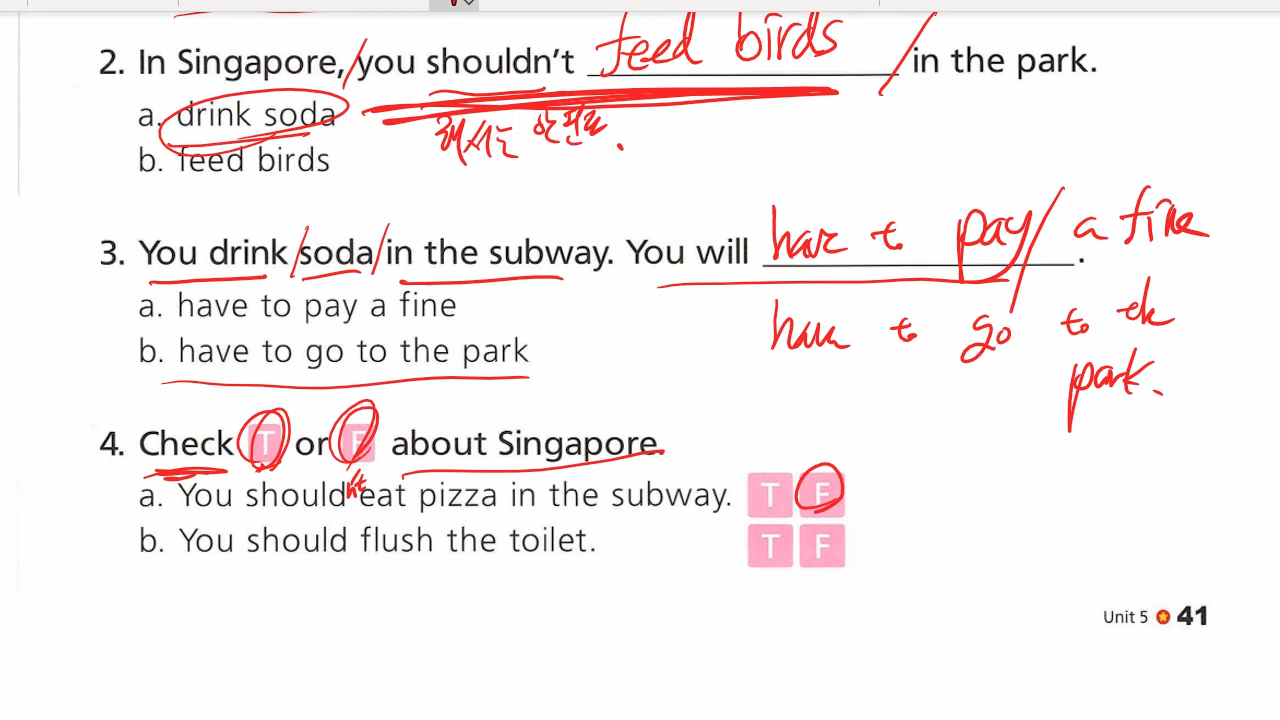 2. In Singapore, you shouldn't feed birds in the park.
a. drink soda
해서는 안된다.
b. feed birds
3. You drink soda in the subway. You will have to pay a fine.
a. have to pay a fine
have to go to the
b. have to go to the park
park.
4. Check T or F about Singapore.
a. You shouldn't eat pizza in the subway. T F
b. You should flush the toilet. T F
Unit 5 41